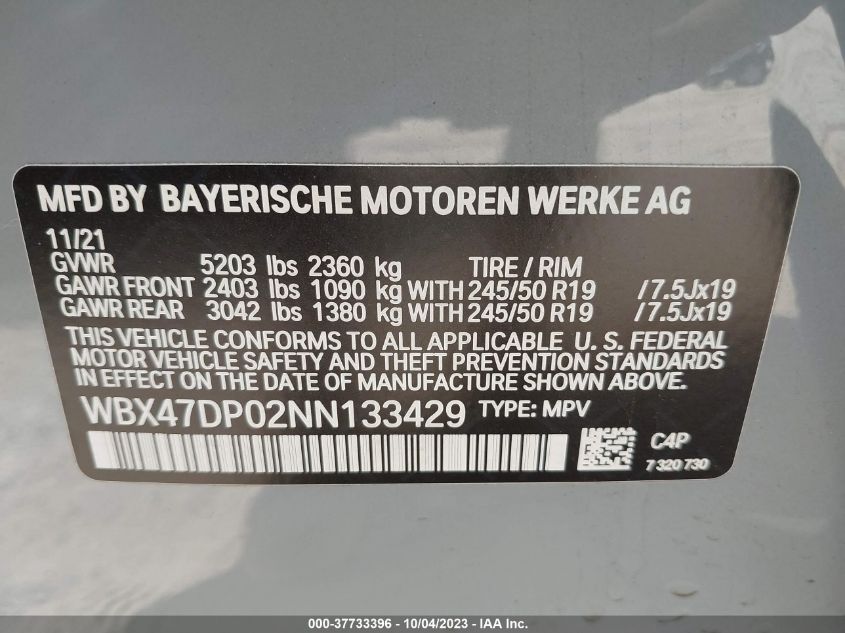 MFD BY BAYERISCHE MOTOREN WERKE AG
11/21
GVWR 5203 lbs 2360 kg TIRE / RIM
GAWR FRONT 2403 lbs 1090 kg WITH 245/50 R19 /7.5Jx19
GAWR REAR 3042 lbs 1380 kg WITH 245/50 R19 /7.5Jx19
THIS VEHICLE CONFORMS TO ALL APPLICABLE U. S. FEDERAL
MOTOR VEHICLE SAFETY AND THEFT PREVENTION STANDARDS
IN EFFECT ON THE DATE OF MANUFACTURE SHOWN ABOVE.
WBX47DP02NN133429 TYPE: MPV
C4P
7 320 730
000-37733396 - 10/04/2023 - IAA Inc.